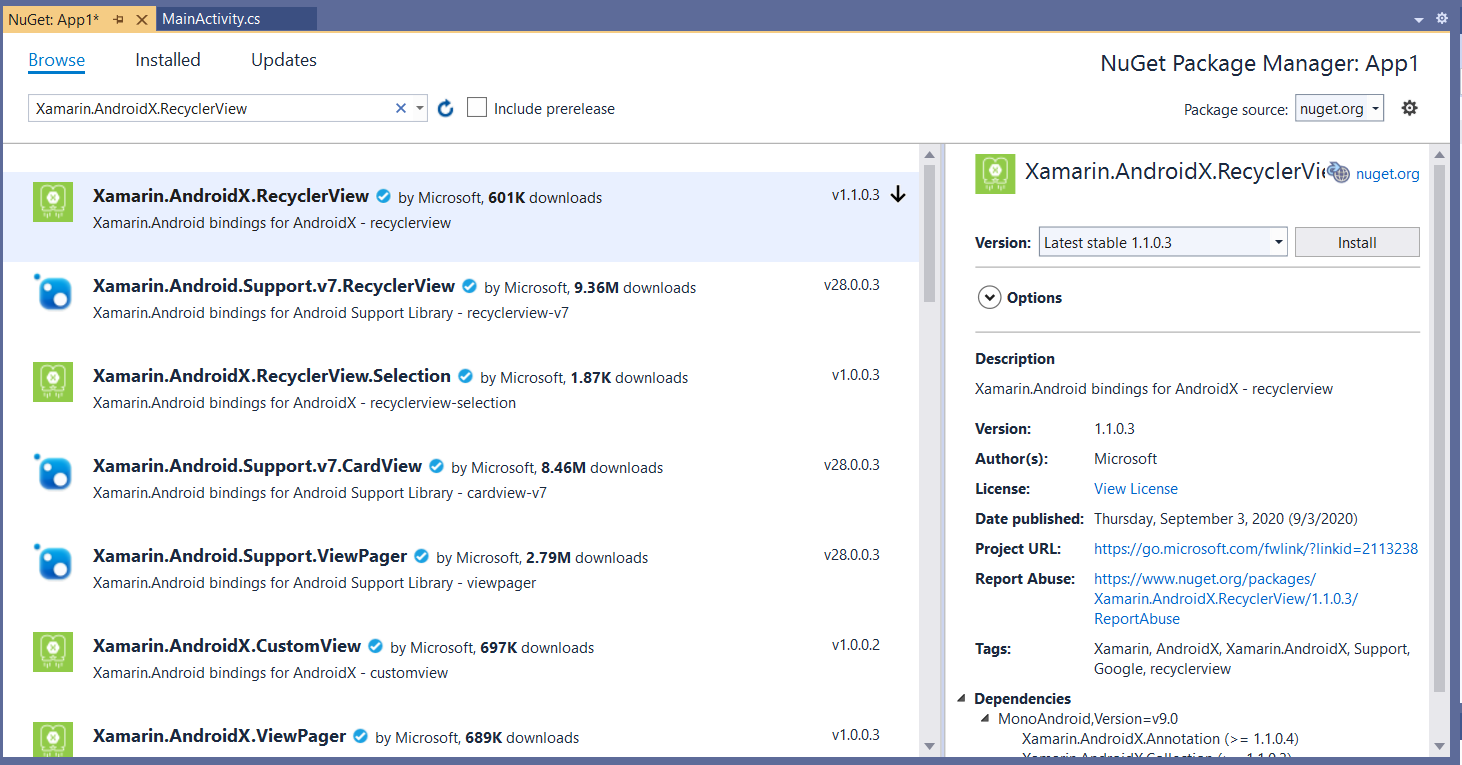 NuGet: App1*
MainActivity.cs
Browse Installed Updates
NuGet Package Manager: App1
Xamarin.AndroidX.RecyclerView
Include prerelease
Package source: nuget.org
Xamarin.AndroidX.RecyclerView by Microsoft, 601K downloads v1.1.0.3
Xamarin.Android bindings for AndroidX - recyclerview
Xamarin.Android.Support.v7.RecyclerView by Microsoft, 9.36M downloads v28.0.0.3
Xamarin.Android bindings for Android Support Library - recyclerview-v7
Xamarin.AndroidX.RecyclerView.Selection by Microsoft, 1.87K downloads v1.0.0.3
Xamarin.Android bindings for AndroidX - recyclerview-selection
Xamarin.Android.Support.v7.CardView by Microsoft, 8.46M downloads v28.0.0.3
Xamarin.Android bindings for Android Support Library - cardview-v7
Xamarin.Android.Support.ViewPager by Microsoft, 2.79M downloads v28.0.0.3
Xamarin.Android bindings for Android Support Library - viewpager
Xamarin.AndroidX.CustomView by Microsoft, 697K downloads v1.0.0.2
Xamarin.Android bindings for AndroidX - customview
Xamarin.AndroidX.ViewPager by Microsoft, 689K downloads v1.0.0.3
Xamarin.AndroidX.RecyclerVie nuget.org
Version: Latest stable 1.1.0.3 Install
Options
Description
Xamarin.Android bindings for AndroidX - recyclerview
Version: 1.1.0.3
Author(s): Microsoft
License: View License
Date published: Thursday, September 3, 2020 (9/3/2020)
Project URL: https://go.microsoft.com/fwlink/?linkid=2113238
Report Abuse: https://www.nuget.org/packages/
Xamarin.AndroidX.RecyclerView/1.1.0.3/
ReportAbuse
Tags: Xamarin, AndroidX, Xamarin.AndroidX, Support,
Google, recyclerview
Dependencies
MonoAndroid,Version=v9.0
Xamarin.AndroidX.Annotation (>= 1.1.0.4)